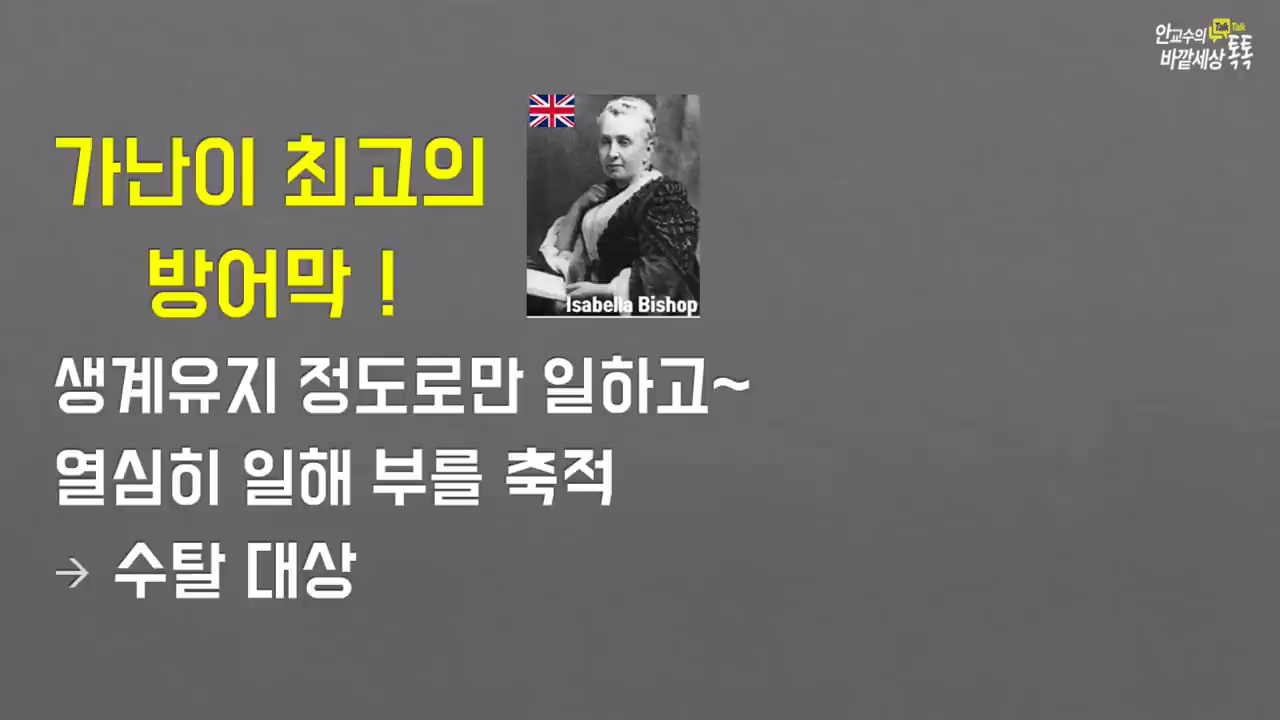 안교수의 Talk Talk
바깥세상 톡톡
가난이 최고의
방어막 !
Isabella Bishop
생계유지 정도로만 일하고~
열심히 일해 부를 축적
→ 수탈 대상